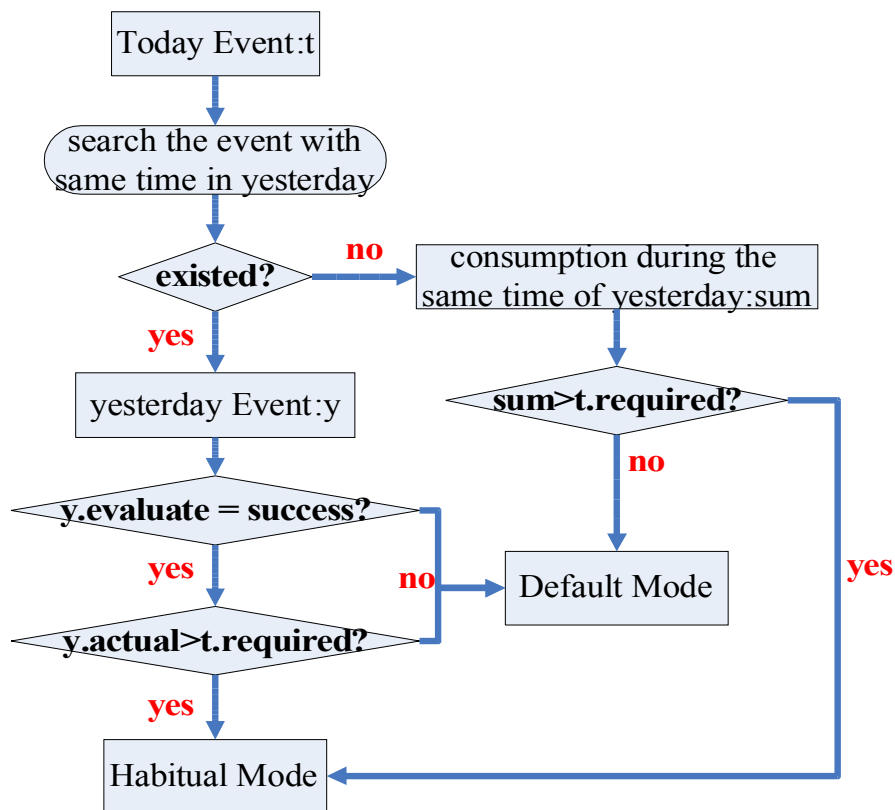 Today Event:t
search the event with
same time in yesterday
existed?
no
consumption during the
same time of yesterday:sum
yes
yesterday Event:y
sum>t.required?
no
y.evaluate = success?
yes
no
Default Mode
yes
y.actual>t.required?
yes
Habitual Mode